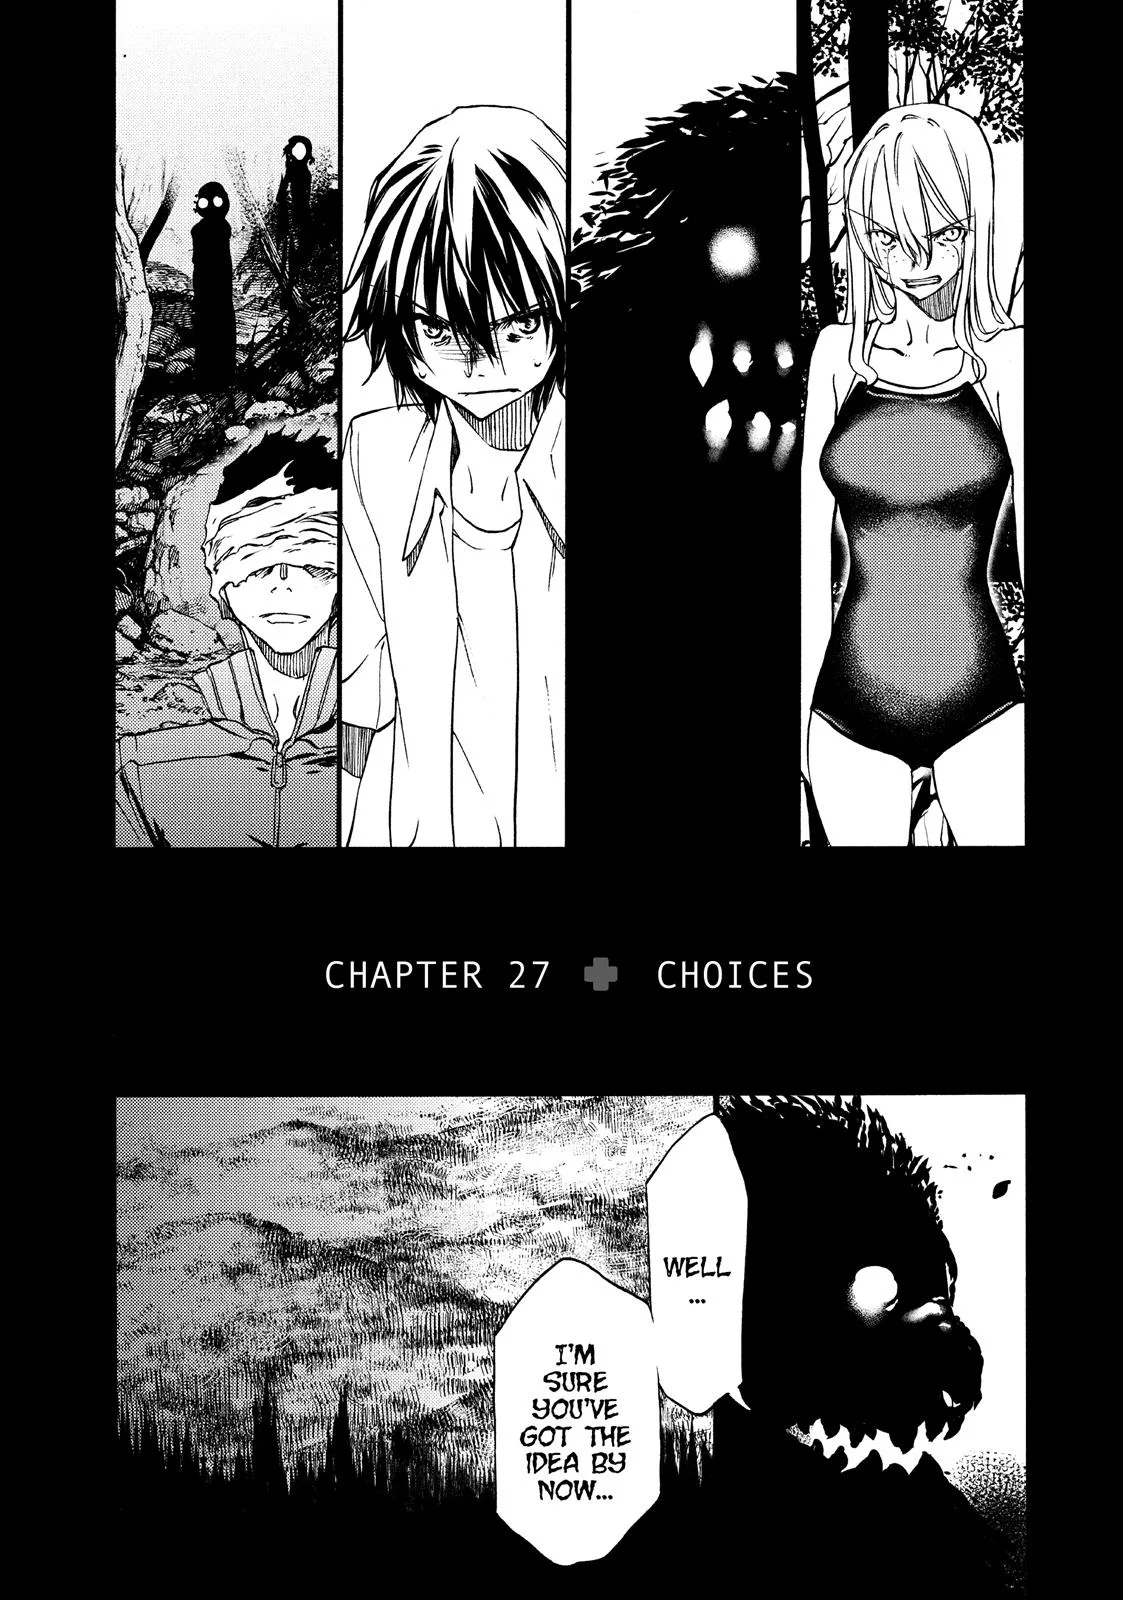 CHAPTER 27 ✚ CHOICES
WELL
...
I'M
SURE
YOU'VE
GOT THE
IDEA BY
NOW...